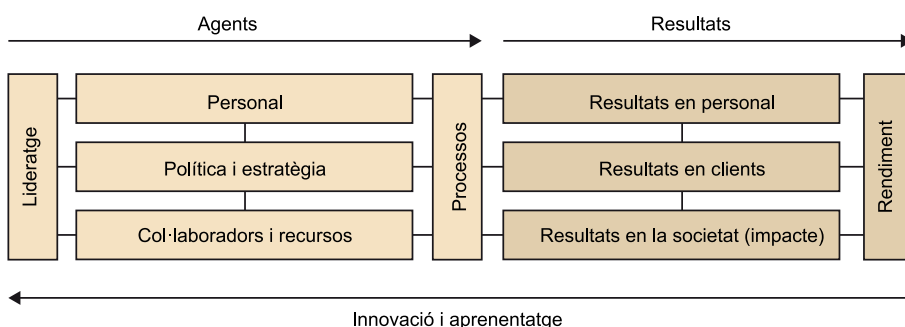 Agents
Resultats
Lideratge
Personal
Política i estratègia
Col·laboradors i recursos
Processos
Resultats en personal
Resultats en clients
Resultats en la societat (impacte)
Rendiment
Innovació i aprenentatge